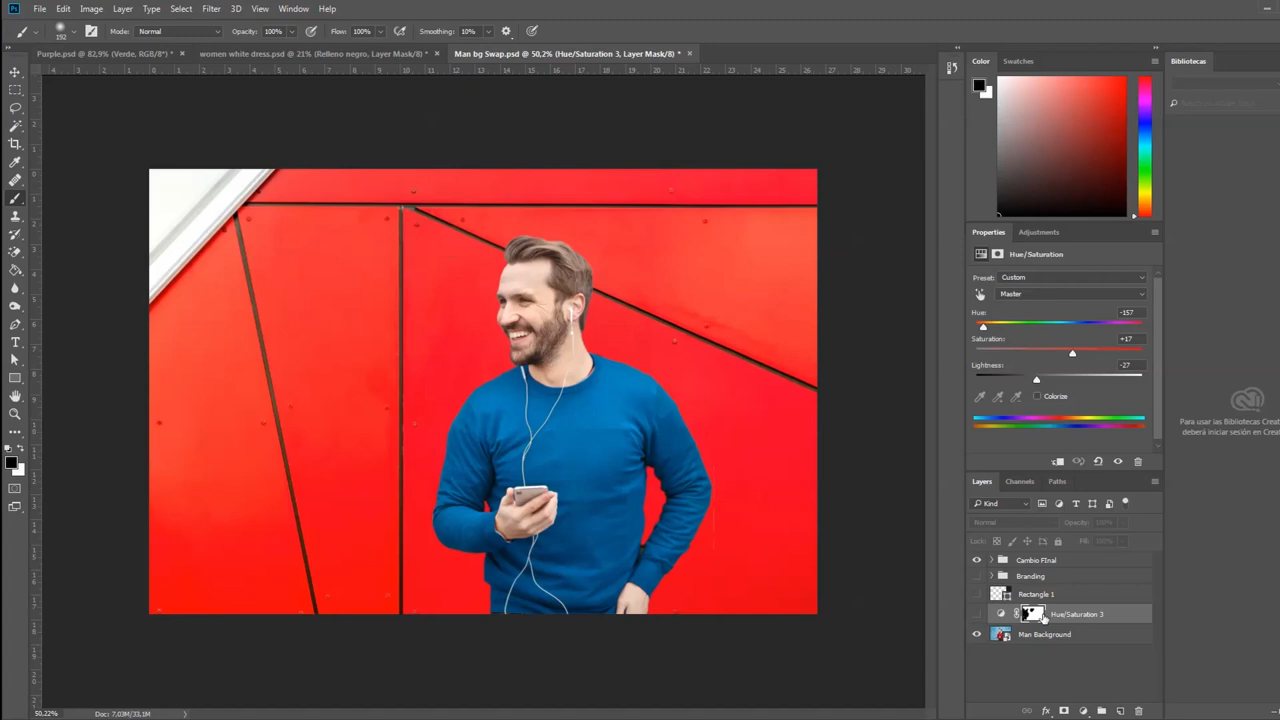 Ps File Edit Image Layer Type Select Filter 3D View Window Help
192 Mode: Normal Opacity: 100% Flow: 100% Smoothing: 10%
Purple.psd @ 82,9% (Verde, RGB/8*) * × women white dress.psd @ 21% (Relleno negro, Layer Mask/8) * × Man bg Swap.psd @ 50,2% (Hue/Saturation 3, Layer Mask/8) * ×
Color Swatches Bibliotecas
Properties Adjustments
Hue/Saturation
Preset: Custom
Master
Hue: -157
Saturation: +17
Lightness: -27
Colorize
Para usar las Bibliotecas Creat
deberá iniciar sesión en Creat
Layers Channels Paths
Kind
Normal Opacity: 100%
Lock: Fill: 100%
Cambio FInal
Branding
Rectangle 1
Hue/Saturation 3
Man Background
50,22% Doc: 7,03M/33,1M